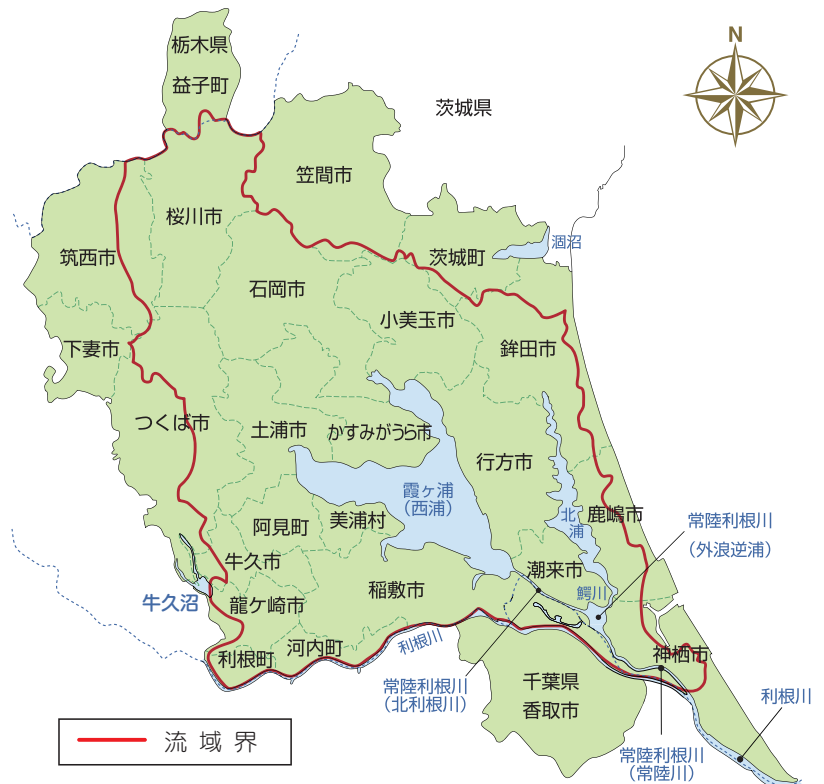 N
栃木県
益子町
茨城県
笠間市
桜川市
茨城町
涸沼
筑西市
石岡市
小美玉市
下妻市
鉾田市
つくば市
土浦市
かすみがうら市
行方市
霞ヶ浦
(西浦)
北浦
鹿嶋市
阿見町
美浦村
常陸利根川
(外浪逆浦)
牛久市
潮来市
稲敷市
鰐川
牛久沼
龍ケ崎市
河内町
利根川
利根町
神栖市
千葉県
香取市
常陸利根川
(北利根川)
利根川
常陸利根川
(常陸川)
流域界